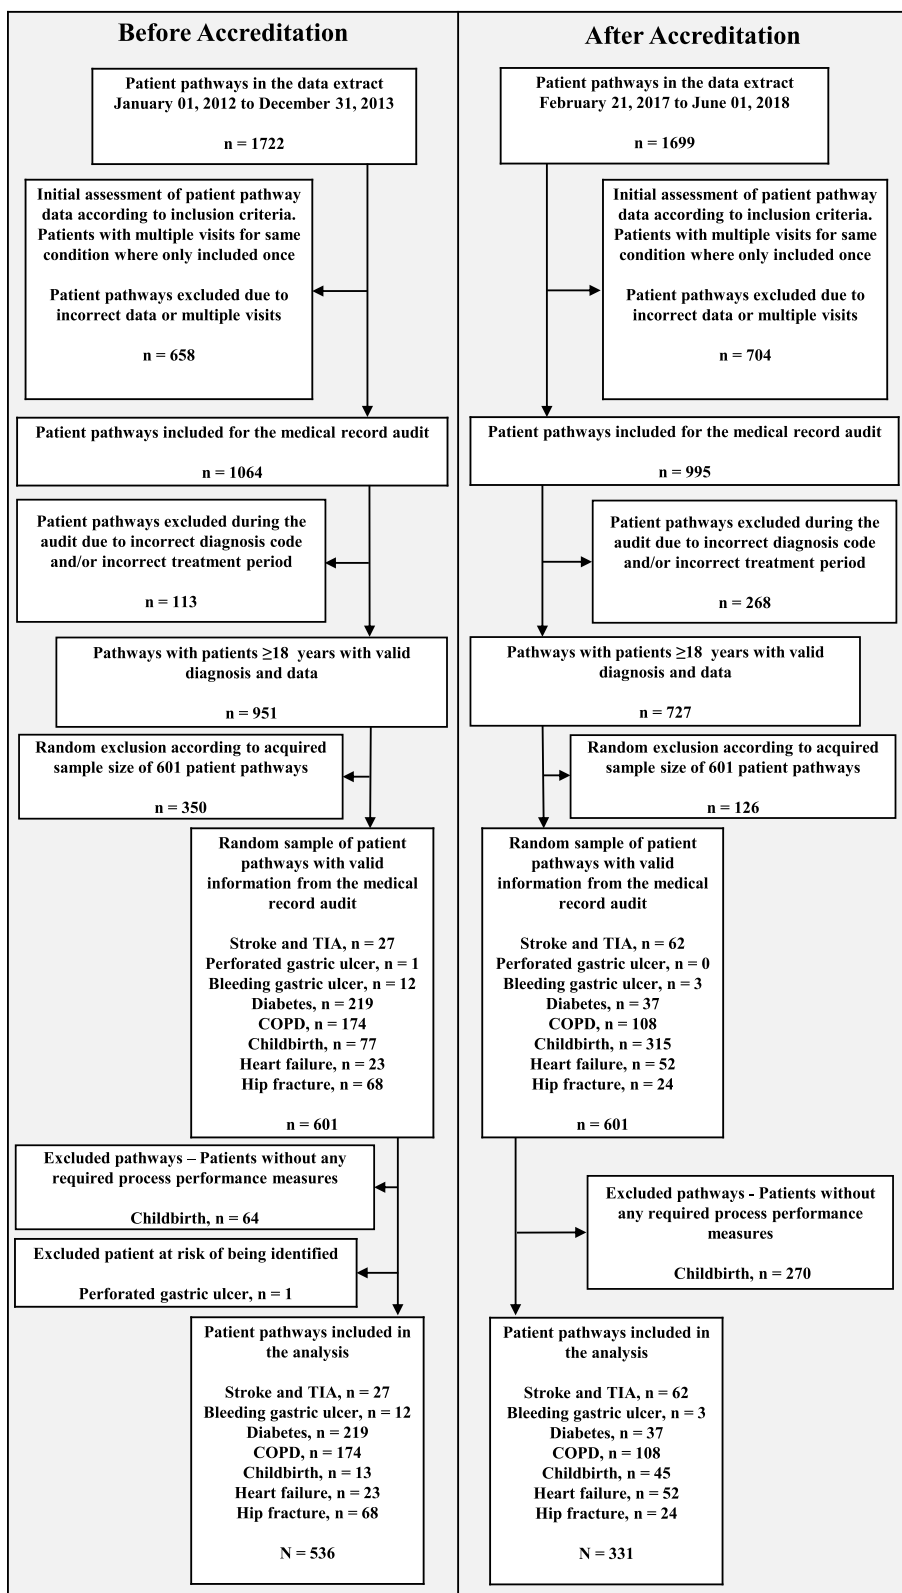 Before Accreditation
Patient pathways in the data extract
January 01, 2012 to December 31, 2013
n = 1722
Initial assessment of patient pathway
data according to inclusion criteria.
Patients with multiple visits for same
condition where only included once
Patient pathways excluded due to
incorrect data or multiple visits
n = 658
Patient pathways included for the medical record audit
n = 1064
Patient pathways excluded during the
audit due to incorrect diagnosis code
and/or incorrect treatment period
n = 113
Pathways with patients ≥18 years with valid
diagnosis and data
n = 951
Random exclusion according to acquired
sample size of 601 patient pathways
n = 350
Random sample of patient
pathways with valid
information from the medical
record audit
Stroke and TIA, n = 27
Perforated gastric ulcer, n = 1
Bleeding gastric ulcer, n = 12
Diabetes, n = 219
COPD, n = 174
Childbirth, n = 77
Heart failure, n = 23
Hip fracture, n = 68
n = 601
Excluded pathways – Patients without any
required process performance measures
Childbirth, n = 64
Excluded patient at risk of being identified
Perforated gastric ulcer, n = 1
Patient pathways included in
the analysis
Stroke and TIA, n = 27
Bleeding gastric ulcer, n = 12
Diabetes, n = 219
COPD, n = 174
Childbirth, n = 13
Heart failure, n = 23
Hip fracture, n = 68
N = 536
After Accreditation
Patient pathways in the data extract
February 21, 2017 to June 01, 2018
n = 1699
Initial assessment of patient pathway
data according to inclusion criteria.
Patients with multiple visits for same
condition where only included once
Patient pathways excluded due to
incorrect data or multiple visits
n = 704
Patient pathways included for the medical record audit
n = 995
Patient pathways excluded during the
audit due to incorrect diagnosis code
and/or incorrect treatment period
n = 268
Pathways with patients ≥18 years with valid
diagnosis and data
n = 727
Random exclusion according to acquired
sample size of 601 patient pathways
n = 126
Random sample of patient
pathways with valid
information from the medical
record audit
Stroke and TIA, n = 62
Perforated gastric ulcer, n = 0
Bleeding gastric ulcer, n = 3
Diabetes, n = 37
COPD, n = 108
Childbirth, n = 315
Heart failure, n = 52
Hip fracture, n = 24
n = 601
Excluded pathways - Patients without
any required process performance
measures
Childbirth, n = 270
Patient pathways included in
the analysis
Stroke and TIA, n = 62
Bleeding gastric ulcer, n = 3
Diabetes, n = 37
COPD, n = 108
Childbirth, n = 45
Heart failure, n = 52
Hip fracture, n = 24
N = 331